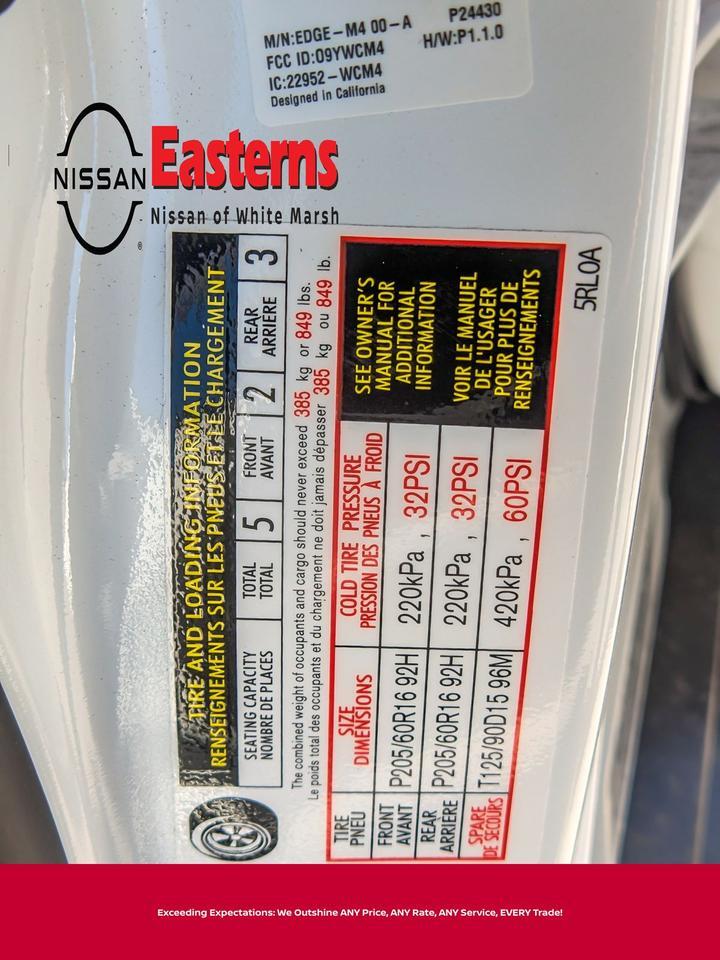 M/N:EDGE-M4 00-A P24430
FCC ID:O9YWCM4 H/W:P1.1.0
IC:22952-WCM4
Designed in California
NISSAN
Easterns
Nissan of White Marsh
®
TIRE AND LOADING INFORMATION
RENSEIGNEMENTS SUR LES PNEUS ET LE CHARGEMENT
SEATING CAPACITY TOTAL 5 FRONT 2 REAR 3
NOMBRE DE PLACES TOTAL AVANT ARRIÈRE
The combined weight of occupants and cargo should never exceed 385 kg or 849 lbs.
Le poids total des occupants et du chargement ne doit jamais dépasser 385 kg ou 849 lb.
TIRE SIZE COLD TIRE PRESSURE
PNEU DIMENSIONS PRESSION DES PNEUS À FROID
FRONT
AVANT P205/60R16 92H 220kPa , 32PSI
REAR
ARRIÈRE P205/60R16 92H 220kPa , 32PSI
SPARE
DE SECOURS T125/90D15 96M 420kPa , 60PSI
SEE OWNER'S
MANUAL FOR
ADDITIONAL
INFORMATION
VOIR LE MANUEL
DE L'USAGER
POUR PLUS DE
RENSEIGNEMENTS
5RL0A
Exceeding Expectations: We Outshine ANY Price, ANY Rate, ANY Service, EVERY Trade!